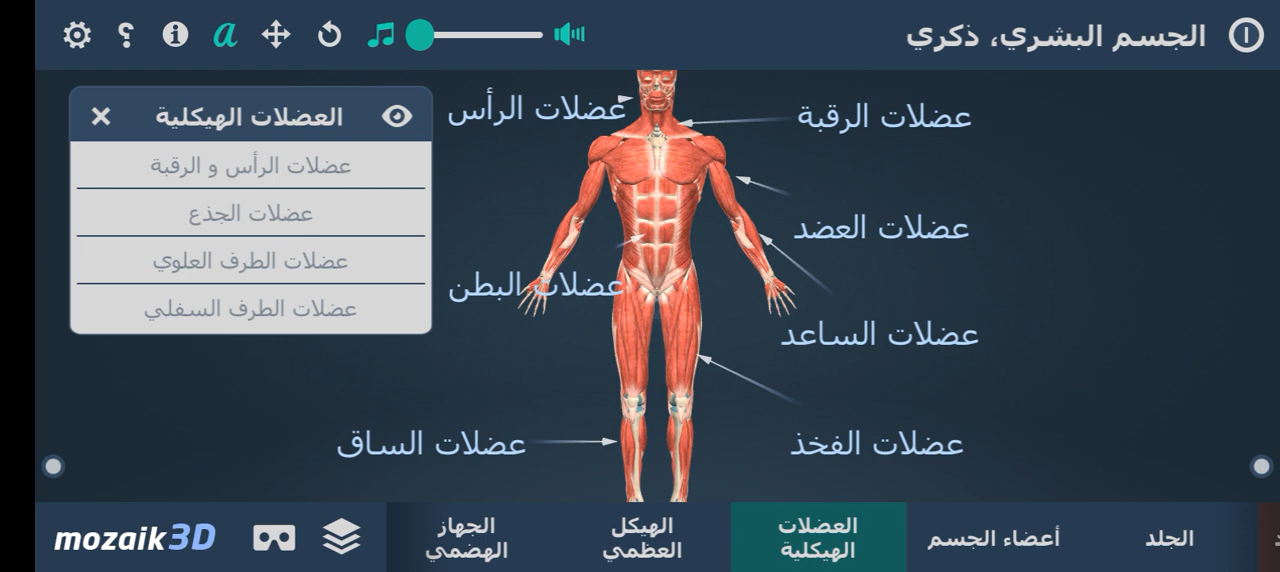 الجسم البشري، ذكري
العضلات الهيكلية
عضلات الرأس و الرقبة
عضلات الجذع
عضلات الطرف العلوي
عضلات الطرف السفلي
عضلات الرقبة
عضلات الرأس
عضلات العضد
عضلات البطن
عضلات الساعد
عضلات الفخذ
عضلات الساق
الجلد
أعضاء الجسم
العضلات
الهيكلية
الهيكل
العظمي
الجهاز
الهضمي
mozaik3D